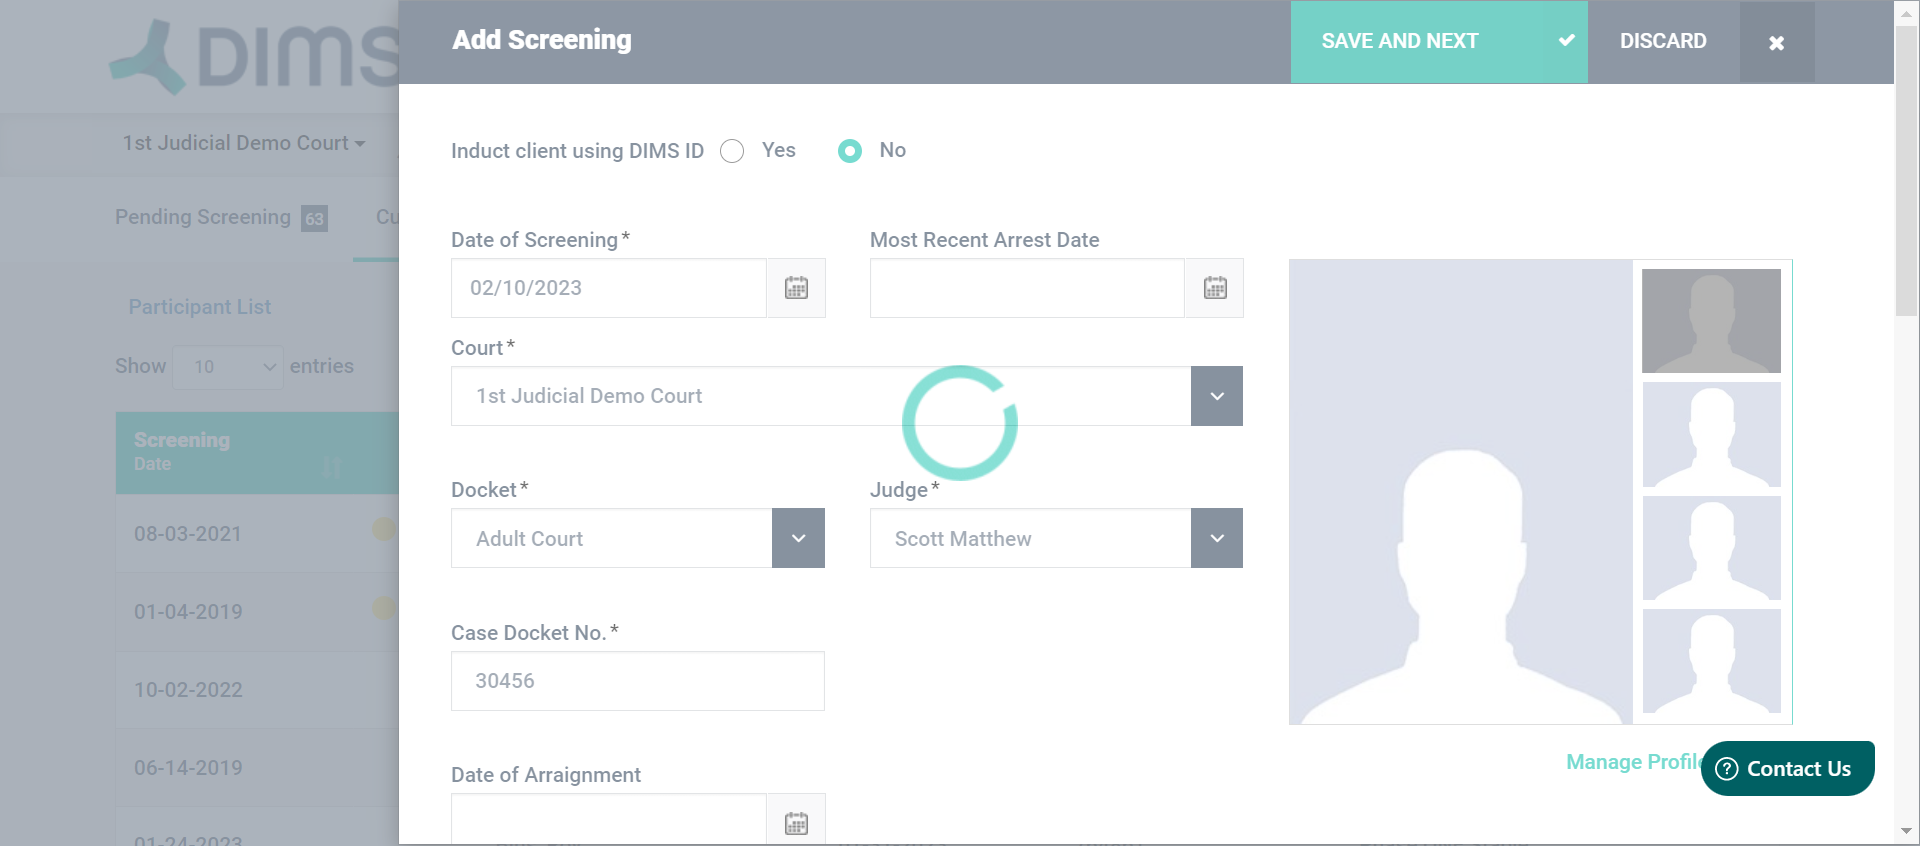 DIMS
Add Screening
SAVE AND NEXT
DISCARD
1st Judicial Demo Court
Induct client using DIMS ID
Yes
No
Pending Screening 63
Cu
Date of Screening*
Most Recent Arrest Date
02/10/2023
Participant List
Court*
Show 10 entries
1st Judicial Demo Court
Screening
Date
Docket*
Judge*
08-03-2021
Adult Court
Scott Matthew
01-04-2019
Case Docket No.*
10-02-2022
30456
06-14-2019
Date of Arraignment
Manage Profile
Contact Us
01-24-2023